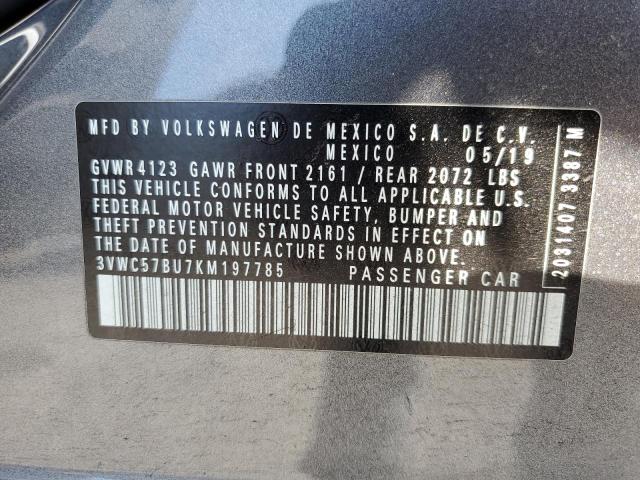 MFD BY VOLKSWAGEN DE MEXICO S.A. DE C.V.
MEXICO 05/19
GVWR 4123 GAWR FRONT 2161 / REAR 2072 LBS
THIS VEHICLE CONFORMS TO ALL APPLICABLE U.S.
FEDERAL MOTOR VEHICLE SAFETY, BUMPER AND
THEFT PREVENTION STANDARDS IN EFFECT ON
THE DATE OF MANUFACTURE SHOWN ABOVE.
3VWC57BU7KM197785 PASSENGER CAR
2031407 3387 M